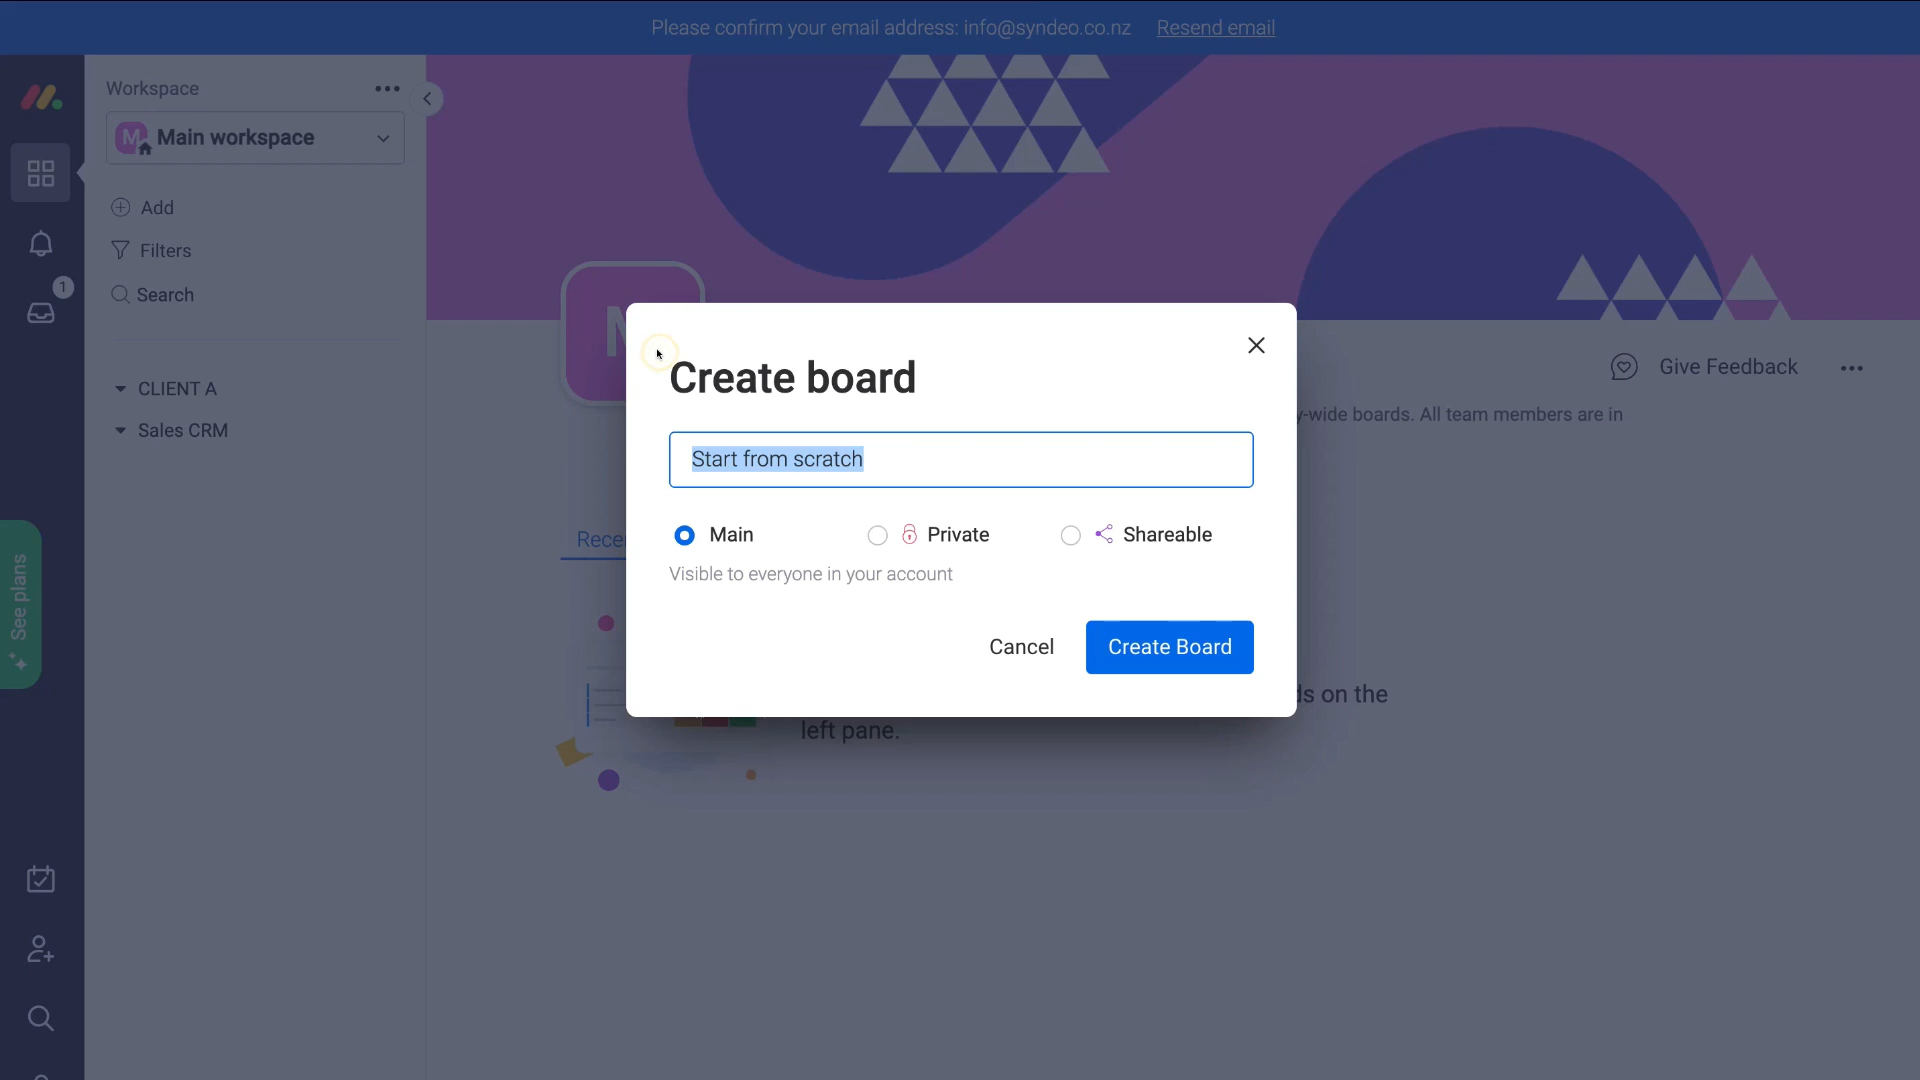 Please confirm your email address: info@syndeo.co.nz Resend email
Workspace
M Main workspace
Add
Filters
1
Search
CLIENT A
Sales CRM
See plans
Give Feedback
y-wide boards. All team members are in
Create board
Start from scratch
Main Private Shareable
Rece
Visible to everyone in your account
Cancel Create Board
ds on the
left pane.